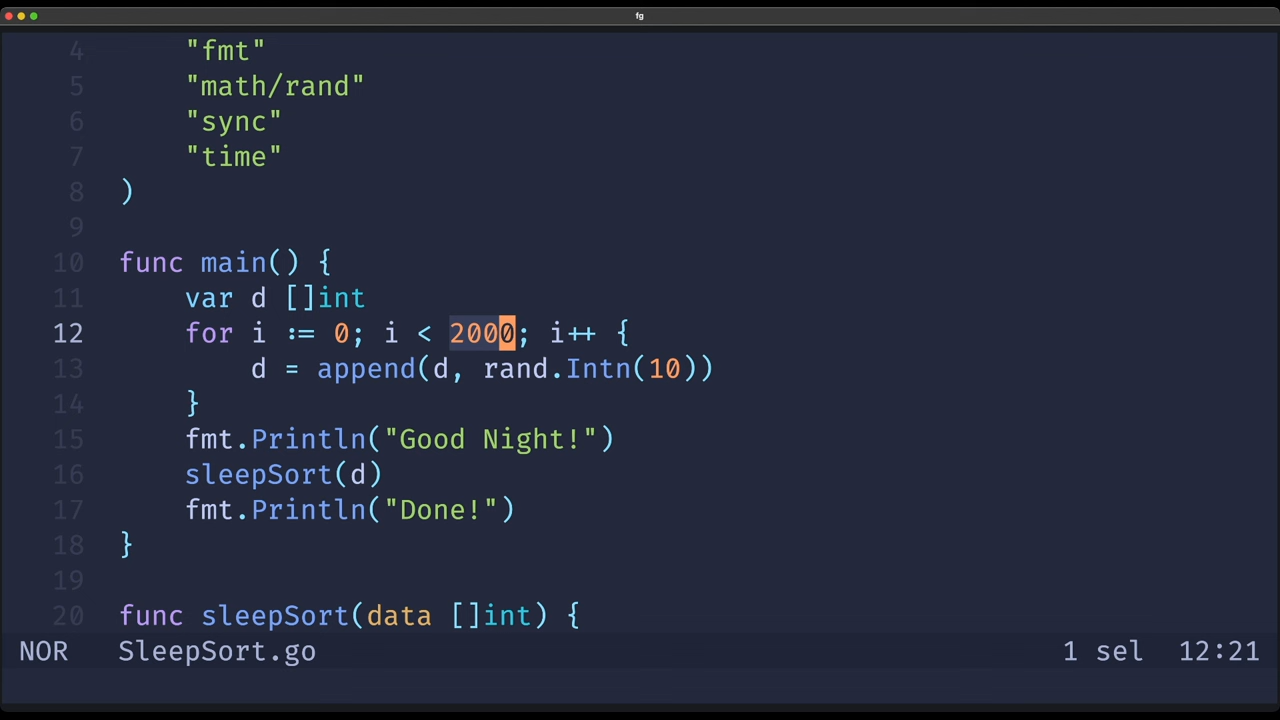 fg
4 "fmt"
5 "math/rand"
6 "sync"
7 "time"
8 )
9
10 func main() {
11 var d []int
12 for i := 0; i < 2000; i++ {
13 d = append(d, rand.Intn(10))
14 }
15 fmt.Println("Good Night!")
16 sleepSort(d)
17 fmt.Println("Done!")
18 }
19
20 func sleepSort(data []int) {
NOR SleepSort.go 1 sel 12:21